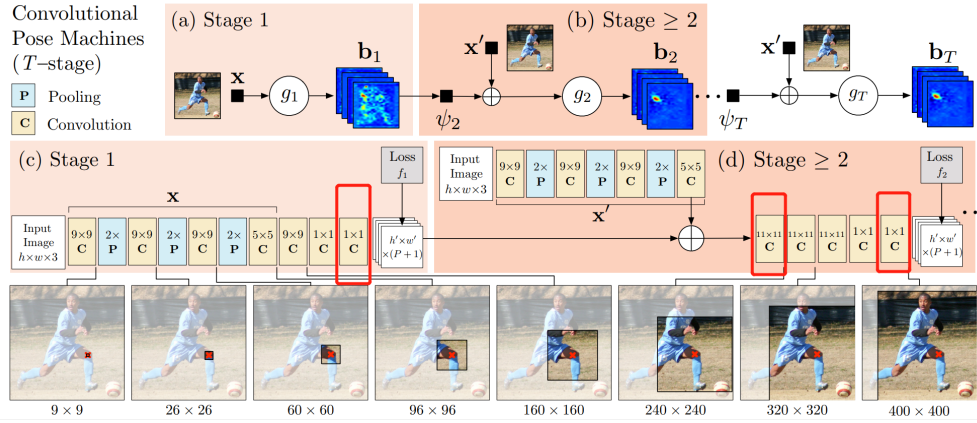 Convolutional
Pose Machines
(T–stage)
P Pooling
C Convolution
(a) Stage 1
x
g₁
b₁
(b) Stage ≥ 2
x′
ψ₂
g₂
b₂
ψ_T
x′
g_T
b_T
(c) Stage 1
x
Input
Image
h×w×3
9×9
C
2×
P
9×9
C
2×
P
9×9
C
2×
P
5×5
C
9×9
C
1×1
C
1×1
C
Loss
f₁
h′×w′
×(P+1)
(d) Stage ≥ 2
Input
Image
h×w×3
9×9
C
2×
P
9×9
C
2×
P
9×9
C
2×
P
5×5
C
x′
11×11
C
11×11
C
11×11
C
1×1
C
1×1
C
Loss
f₂
h′×w′
×(P+1)
9 × 9
26 × 26
60 × 60
96 × 96
160 × 160
240 × 240
320 × 320
400 × 400